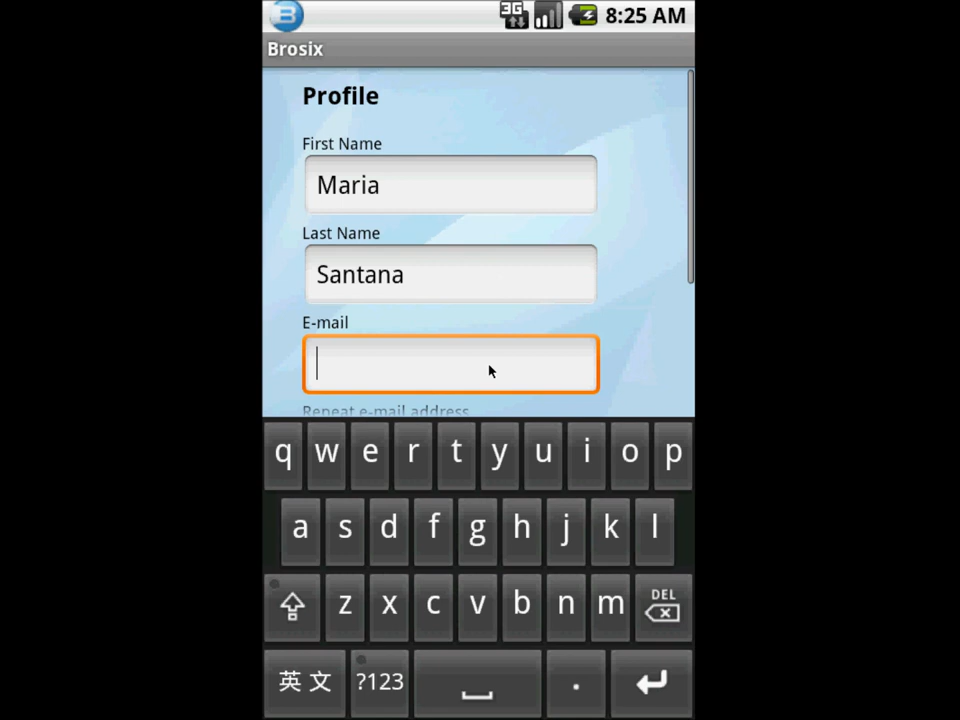 3G 8:25 AM
Brosix
Profile
First Name
Maria
Last Name
Santana
E-mail
Repeat e-mail address
q w e r t y u i o p
a s d f g h j k l
z x c v b n m DEL
英文 ?123 .